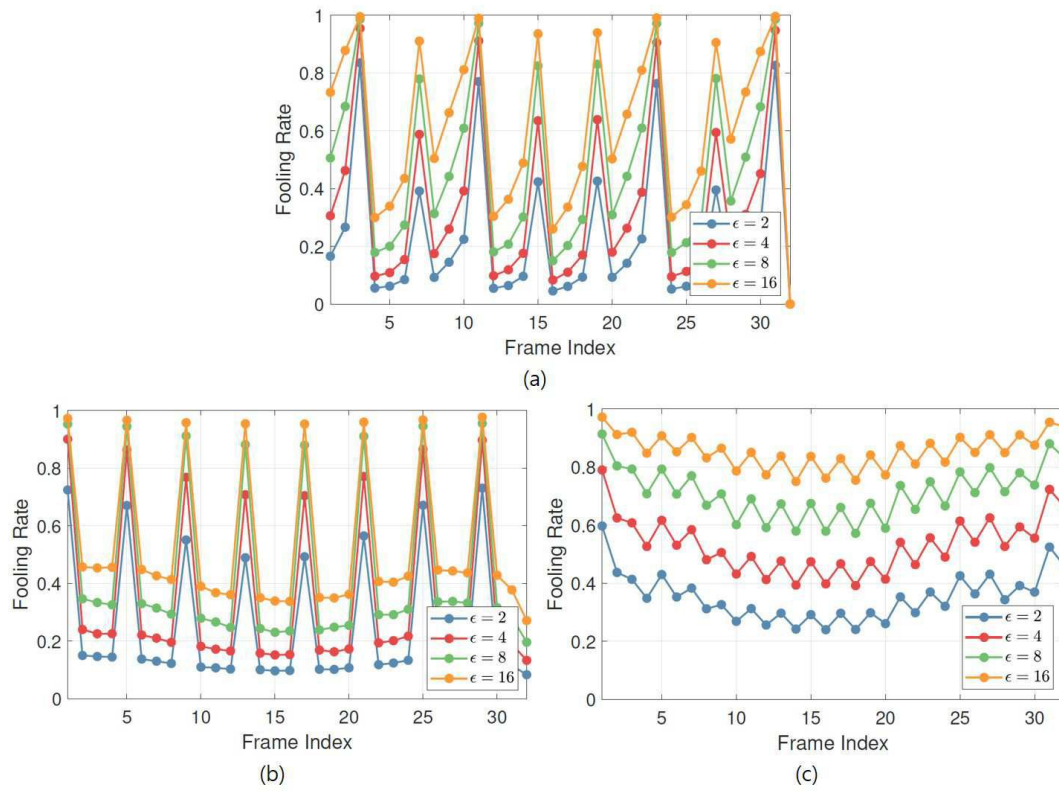 1
0.8
0.6
0.4
0.2
0
Fooling Rate
ϵ = 2
ϵ = 4
ϵ = 8
ϵ = 16
5 10 15 20 25 30
Frame Index
(a)
1
0.8
0.6
0.4
0.2
0
Fooling Rate
ϵ = 2
ϵ = 4
ϵ = 8
ϵ = 16
5 10 15 20 25 30
Frame Index
(b)
1
0.8
0.6
0.4
0.2
0
Fooling Rate
ϵ = 2
ϵ = 4
ϵ = 8
ϵ = 16
5 10 15 20 25 30
Frame Index
(c)